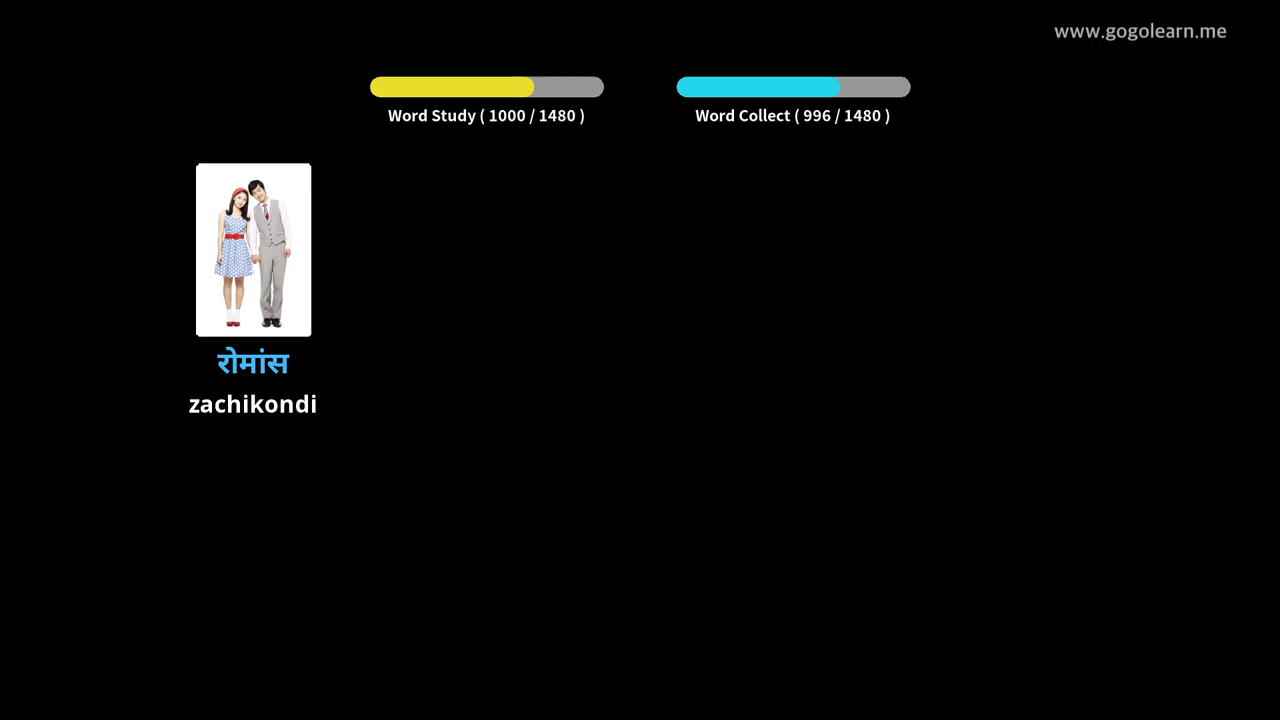 www.gogolearn.me
Word Study ( 1000 / 1480 )
Word Collect ( 996 / 1480 )
रोमांस
zachikondi